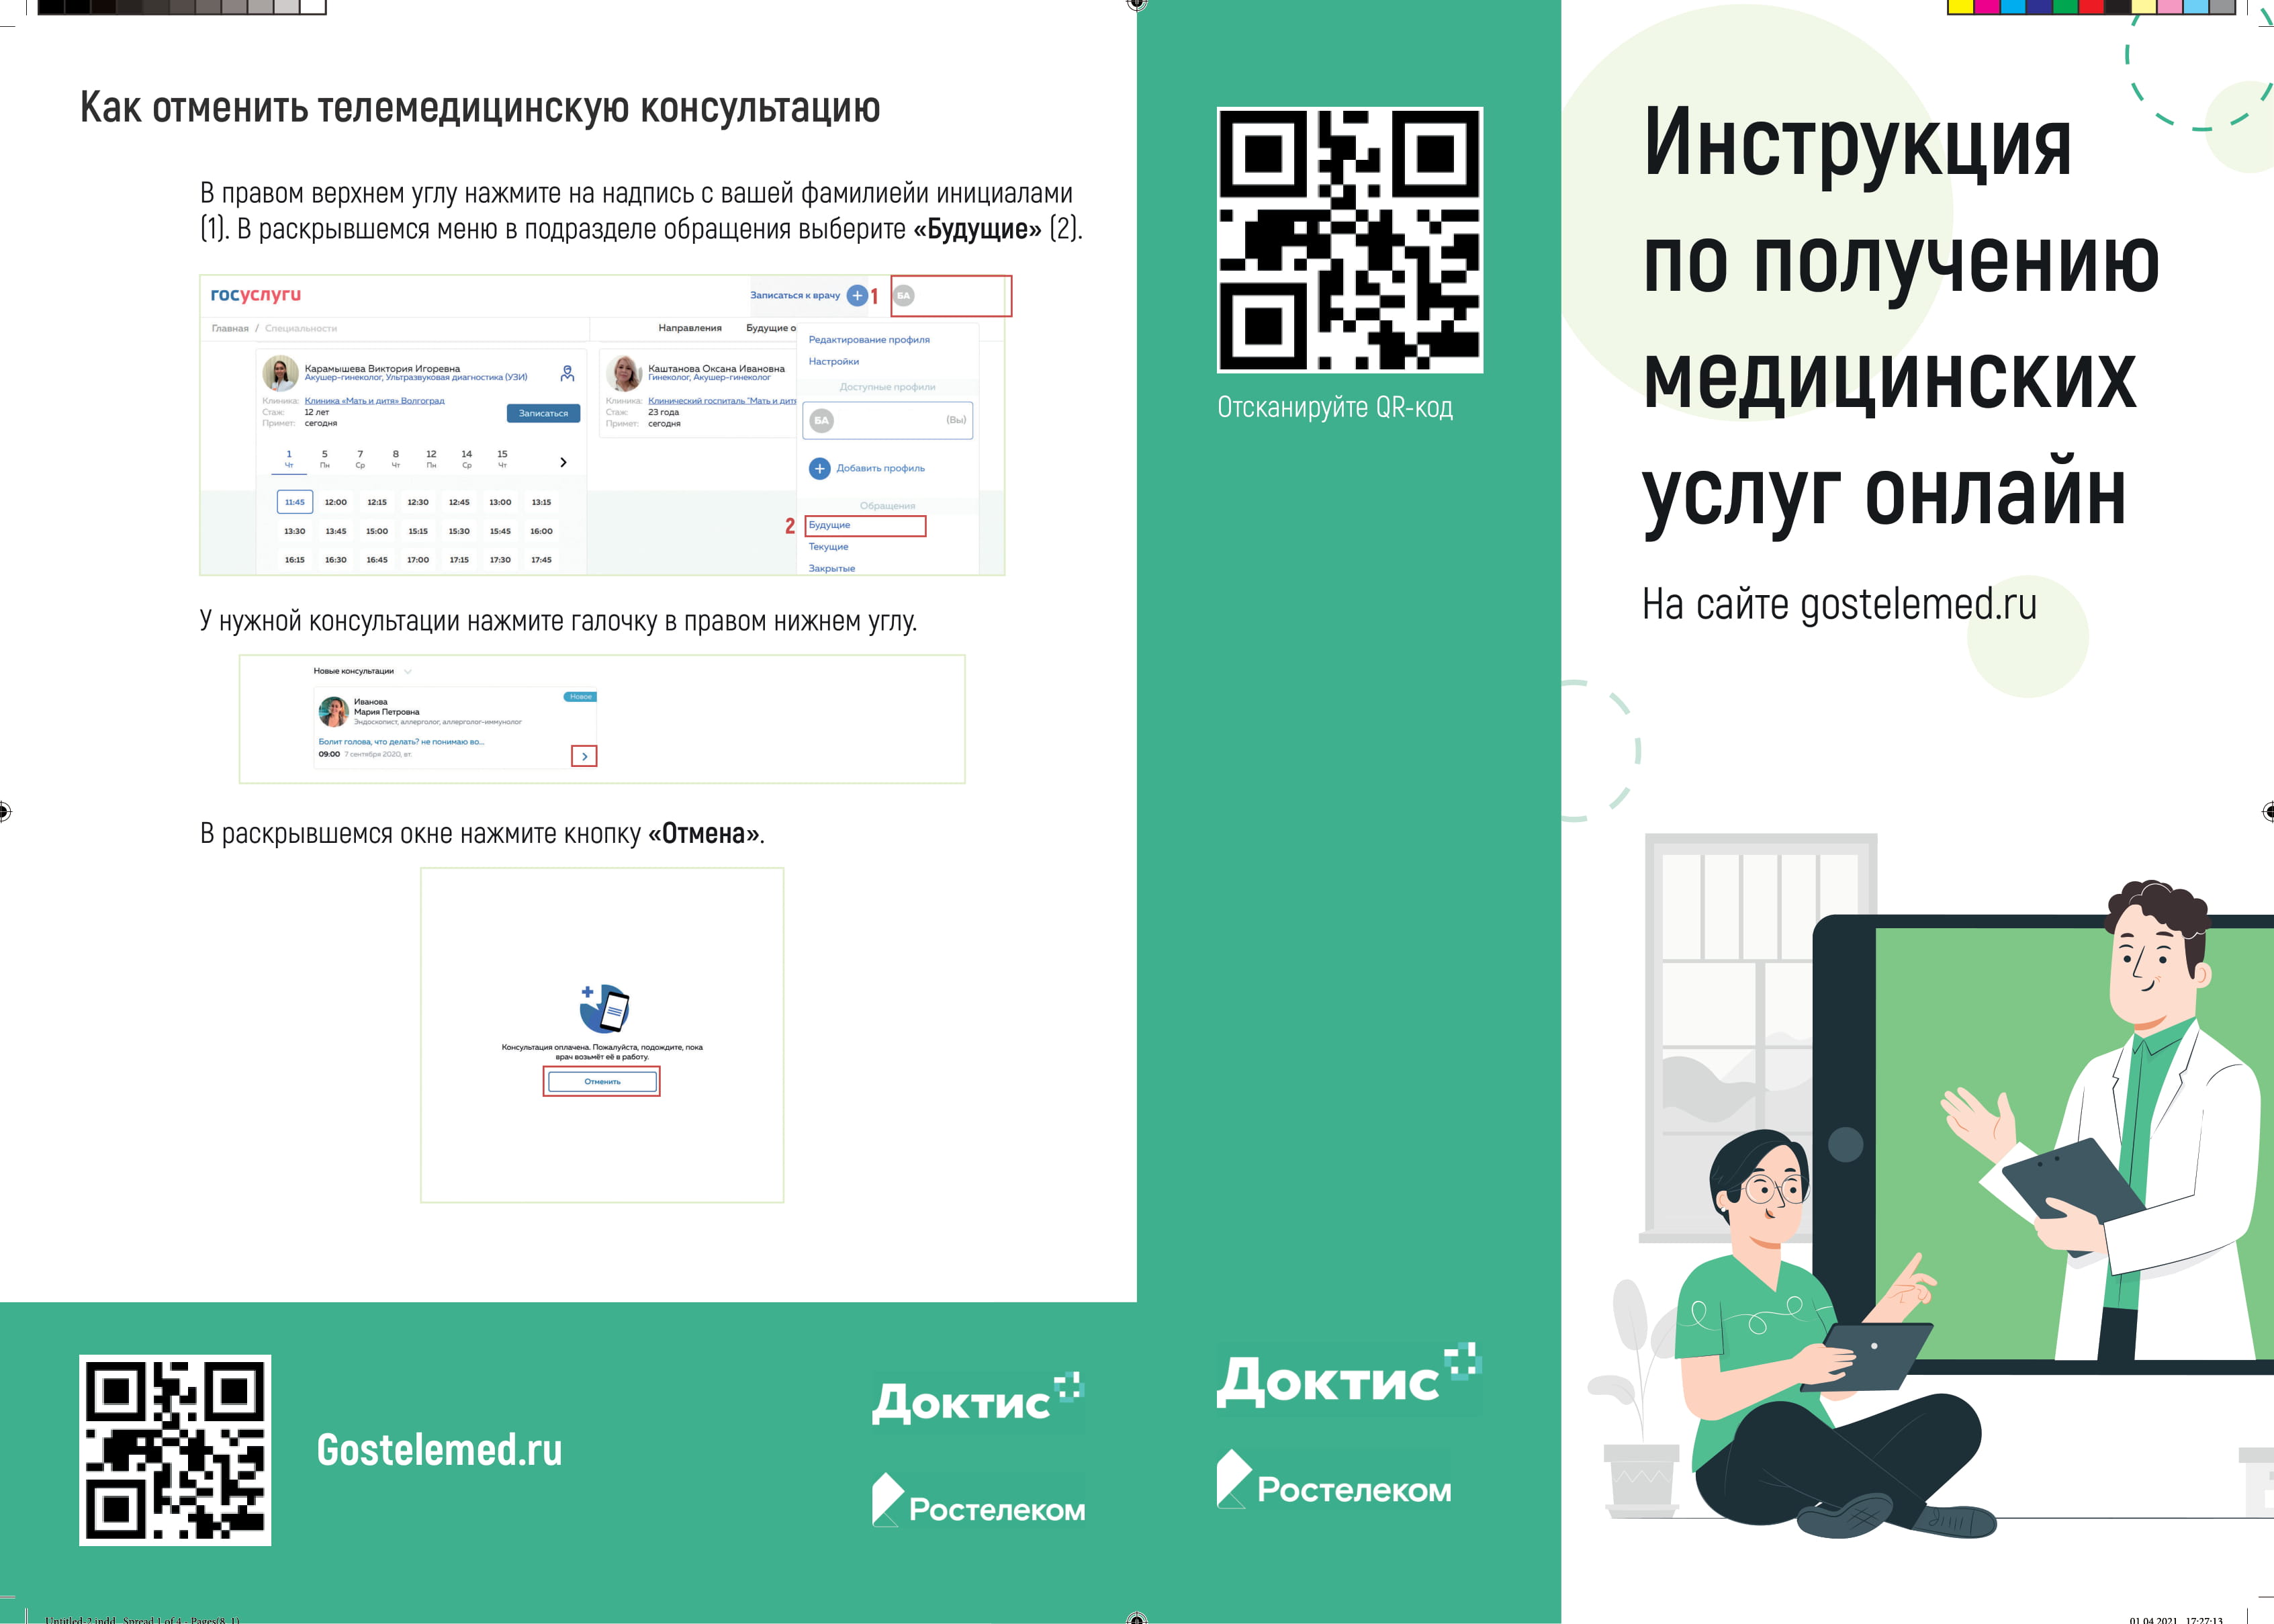 Как отменить телемедицинскую консультацию
В правом верхнем углу нажмите на надпись с вашей фамилиейи инициалами
(1). В раскрывшемся меню в подразделе обращения выберите «Будущие» (2).
госуслуги
Записаться к врачу
1
БА
Главная / Специальности
Направления Будущие о
Карамышева Виктория Игоревна
Акушер-гинеколог, Ультразвуковая диагностика (УЗИ)
Клиника: Клиника «Мать и дитя» Волгоград
Стаж: 12 лет
Примет: сегодня
Записаться
1 5 7 8 12 14 15
Чт Пн Ср Чт Пн Ср Чт
11:45 12:00 12:15 12:30 12:45 13:00 13:15
13:30 13:45 15:00 15:15 15:30 15:45 16:00
16:15 16:30 16:45 17:00 17:15 17:30 17:45
Каштанова Оксана Ивановна
Гинеколог, Акушер-гинеколог
Клиника: Клинический госпиталь "Мать и дитя
Стаж: 23 года
Примет: сегодня
Редактирование профиля
Настройки
Доступные профили
БА (Вы)
Добавить профиль
Обращения
2 Будущие
Текущие
Закрытые
У нужной консультации нажмите галочку в правом нижнем углу.
Новые консультации
Новое
Иванова
Мария Петровна
Эндоскопист, аллерголог, аллерголог-иммунолог
Болит голова, что делать? не понимаю во...
09:00 7 сентября 2020, вт.
В раскрывшемся окне нажмите кнопку «Отмена».
Консультация оплачена. Пожалуйста, подождите, пока
врач возьмёт её в работу.
Отменить
Gostelemed.ru
Доктис
Ростелеком
Отсканируйте QR-код
Доктис
Ростелеком
Инструкция
по получению
медицинских
услуг онлайн
На сайте gostelemed.ru
Untitled-2.indd Spread 1 of 4 - Pages(8, 1)
01.04.2021 17:27:13